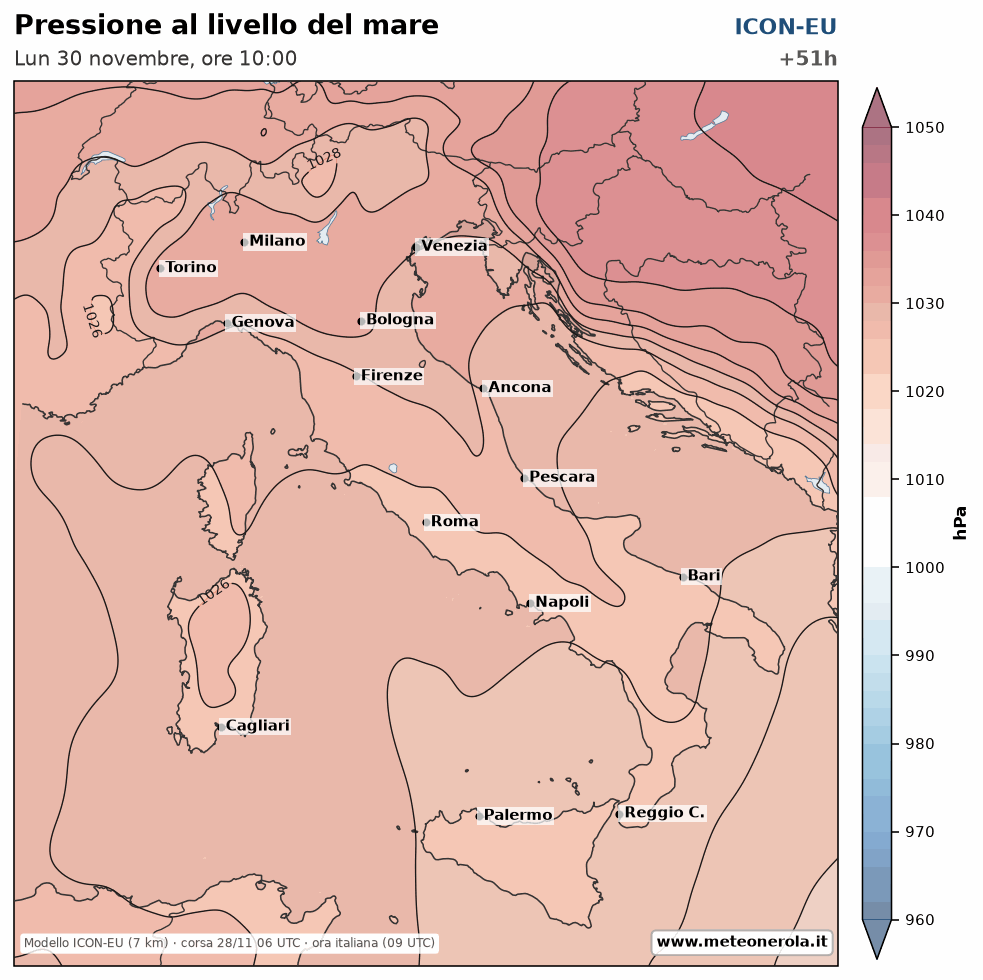 Pressione al livello del mare
ICON-EU
Lun 30 novembre, ore 10:00
+51h
1050
1040
1030
1020
1010
1000
990
980
970
960
hPa
1028
Milano
Venezia
Torino
1026
Genova
Bologna
Firenze
Ancona
Pescara
Roma
Bari
1026
Napoli
Cagliari
Palermo
Reggio C.
Modello ICON-EU (7 km) · corsa 28/11 06 UTC · ora italiana (09 UTC)
www.meteonerola.it